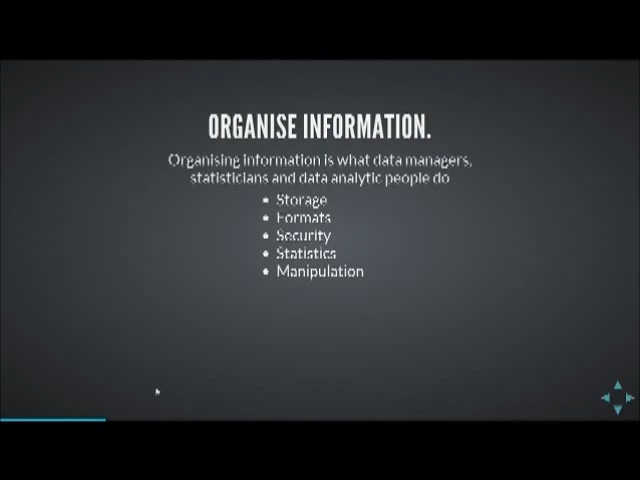 ORGANISE INFORMATION.
Organising information is what data managers,
statisticians and data analytic people do
• Storage
• Formats
• Security
• Statistics
• Manipulation